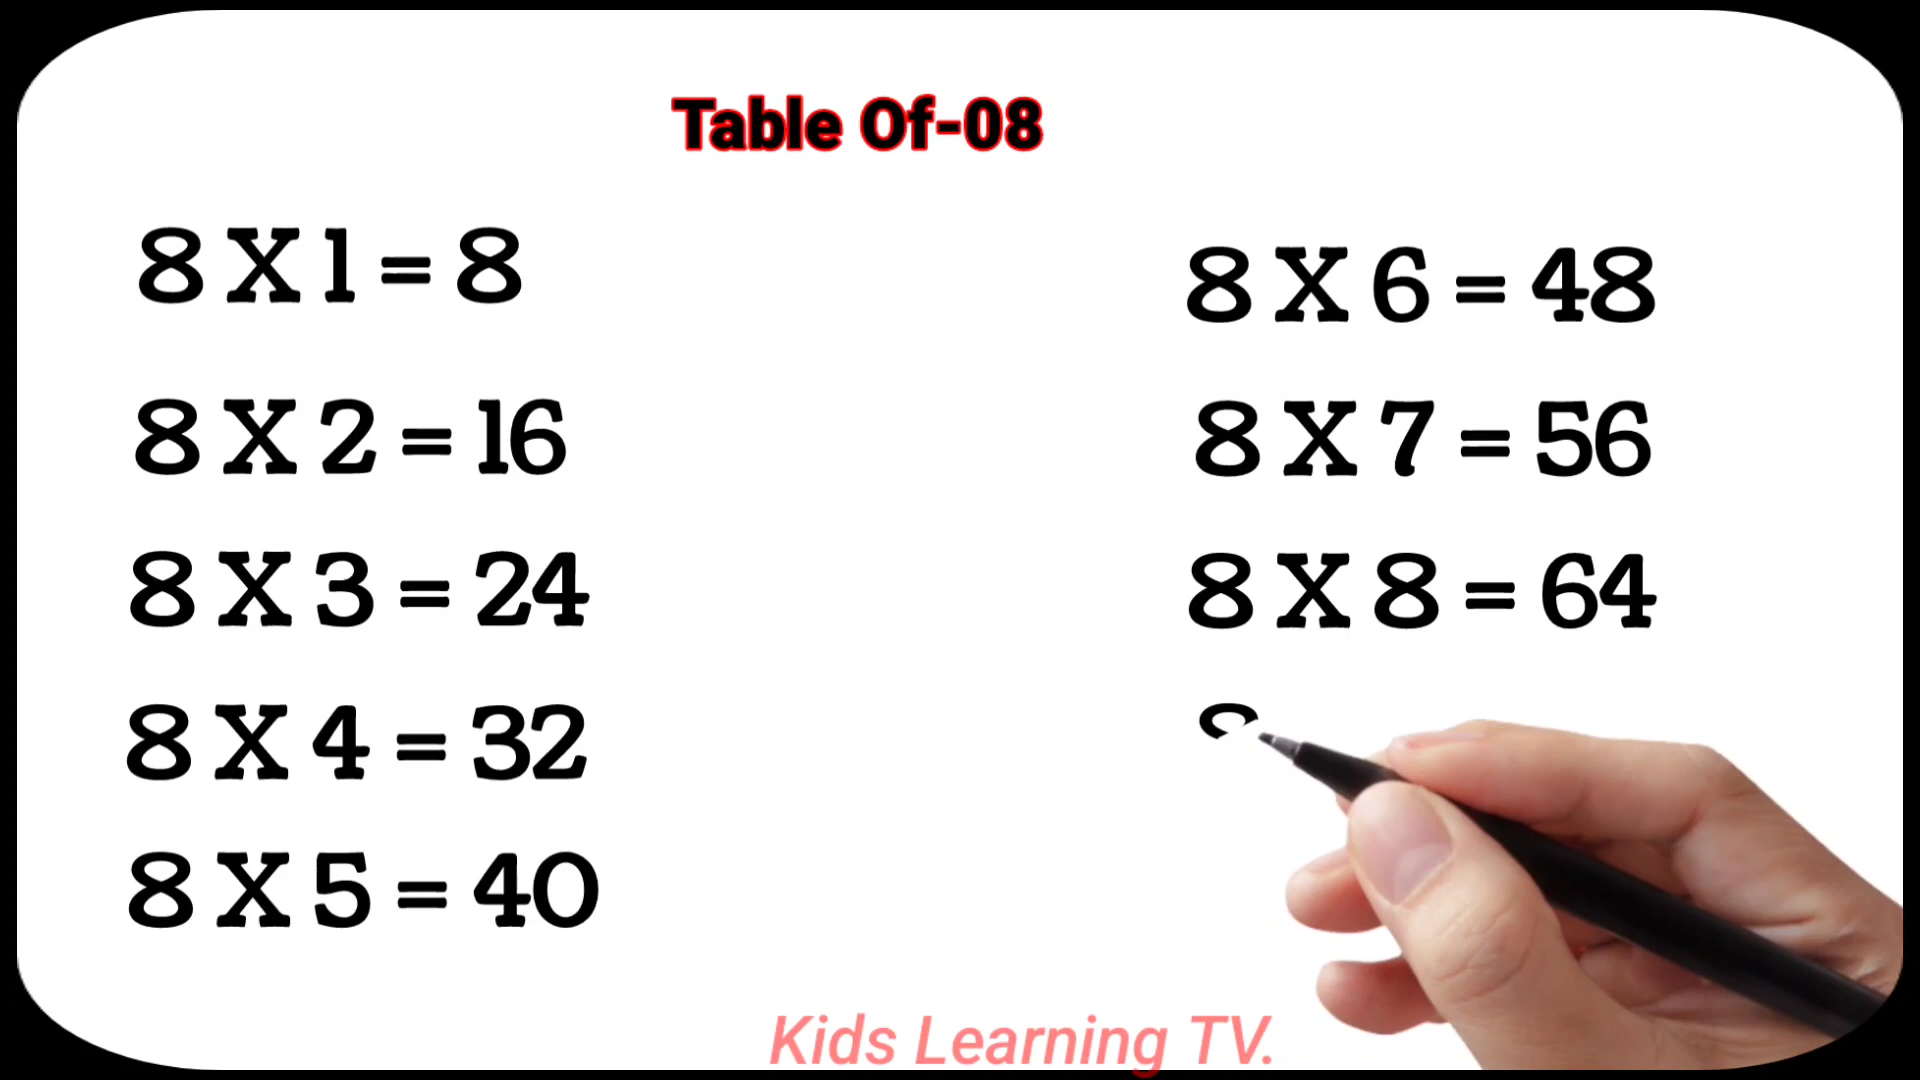 Table Of-08
8 X 1 = 8
8 X 2 = 16
8 X 3 = 24
8 X 4 = 32
8 X 5 = 40
8 X 6 = 48
8 X 7 = 56
8 X 8 = 64
Kids Learning TV.